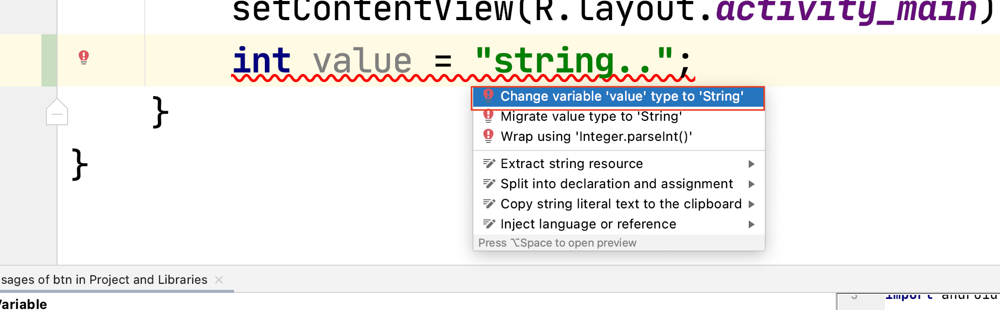 setContentView(R.layout.activity_main)
int value = "string..";
}
}
Change variable 'value' type to 'String'
Migrate value type to 'String'
Wrap using 'Integer.parseInt()'
Extract string resource
Split into declaration and assignment
Copy string literal text to the clipboard
Inject language or reference
Press ⌥Space to open preview
sages of btn in Project and Libraries
Variable
import android